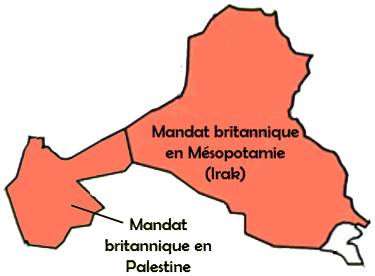 Mandat britannique
en Mésopotamie
(Irak)
Mandat
britannique en
Palestine